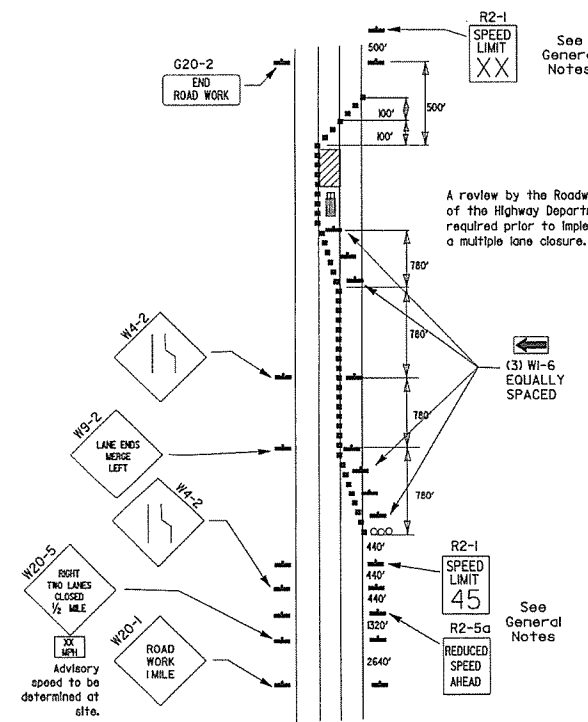 R2-1
SPEED
LIMIT
XX
See
General
Notes
G20-2
END
ROAD WORK
500'
500'
100'
100'
A review by the Roadw
of the Highway Departm
required prior to imple
a multiple lane closure.
780'
780'
780'
780'
W4-2
(3) W1-6
EQUALLY
SPACED
W9-2
LANE ENDS
MERGE
LEFT
W4-2
440'
440'
440'
1320'
2640'
R2-1
SPEED
LIMIT
45
See
General
Notes
R2-5a
REDUCED
SPEED
AHEAD
W20-5
RIGHT
TWO LANES
CLOSED
1/2 MILE
XX
MPH
Advisory
speed to be
determined at
site.
W20-1
ROAD
WORK
1 MILE